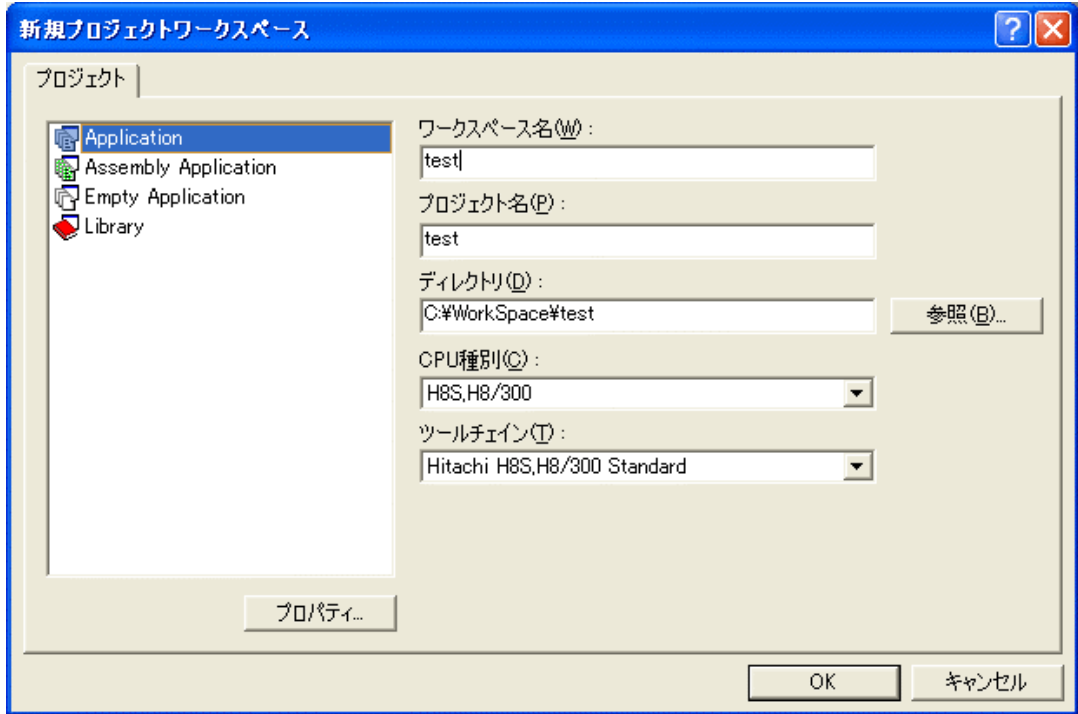 新規プロジェクトワークスペース
プロジェクト
Application
Assembly Application
Empty Application
Library
プロパティ...
ワークスペース名(W) :
test
プロジェクト名(P) :
test
ディレクトリ(D) :
C:¥WorkSpace¥test
参照(B)...
CPU種別(C) :
H8S,H8/300
ツールチェイン(T) :
Hitachi H8S,H8/300 Standard
OK
キャンセル